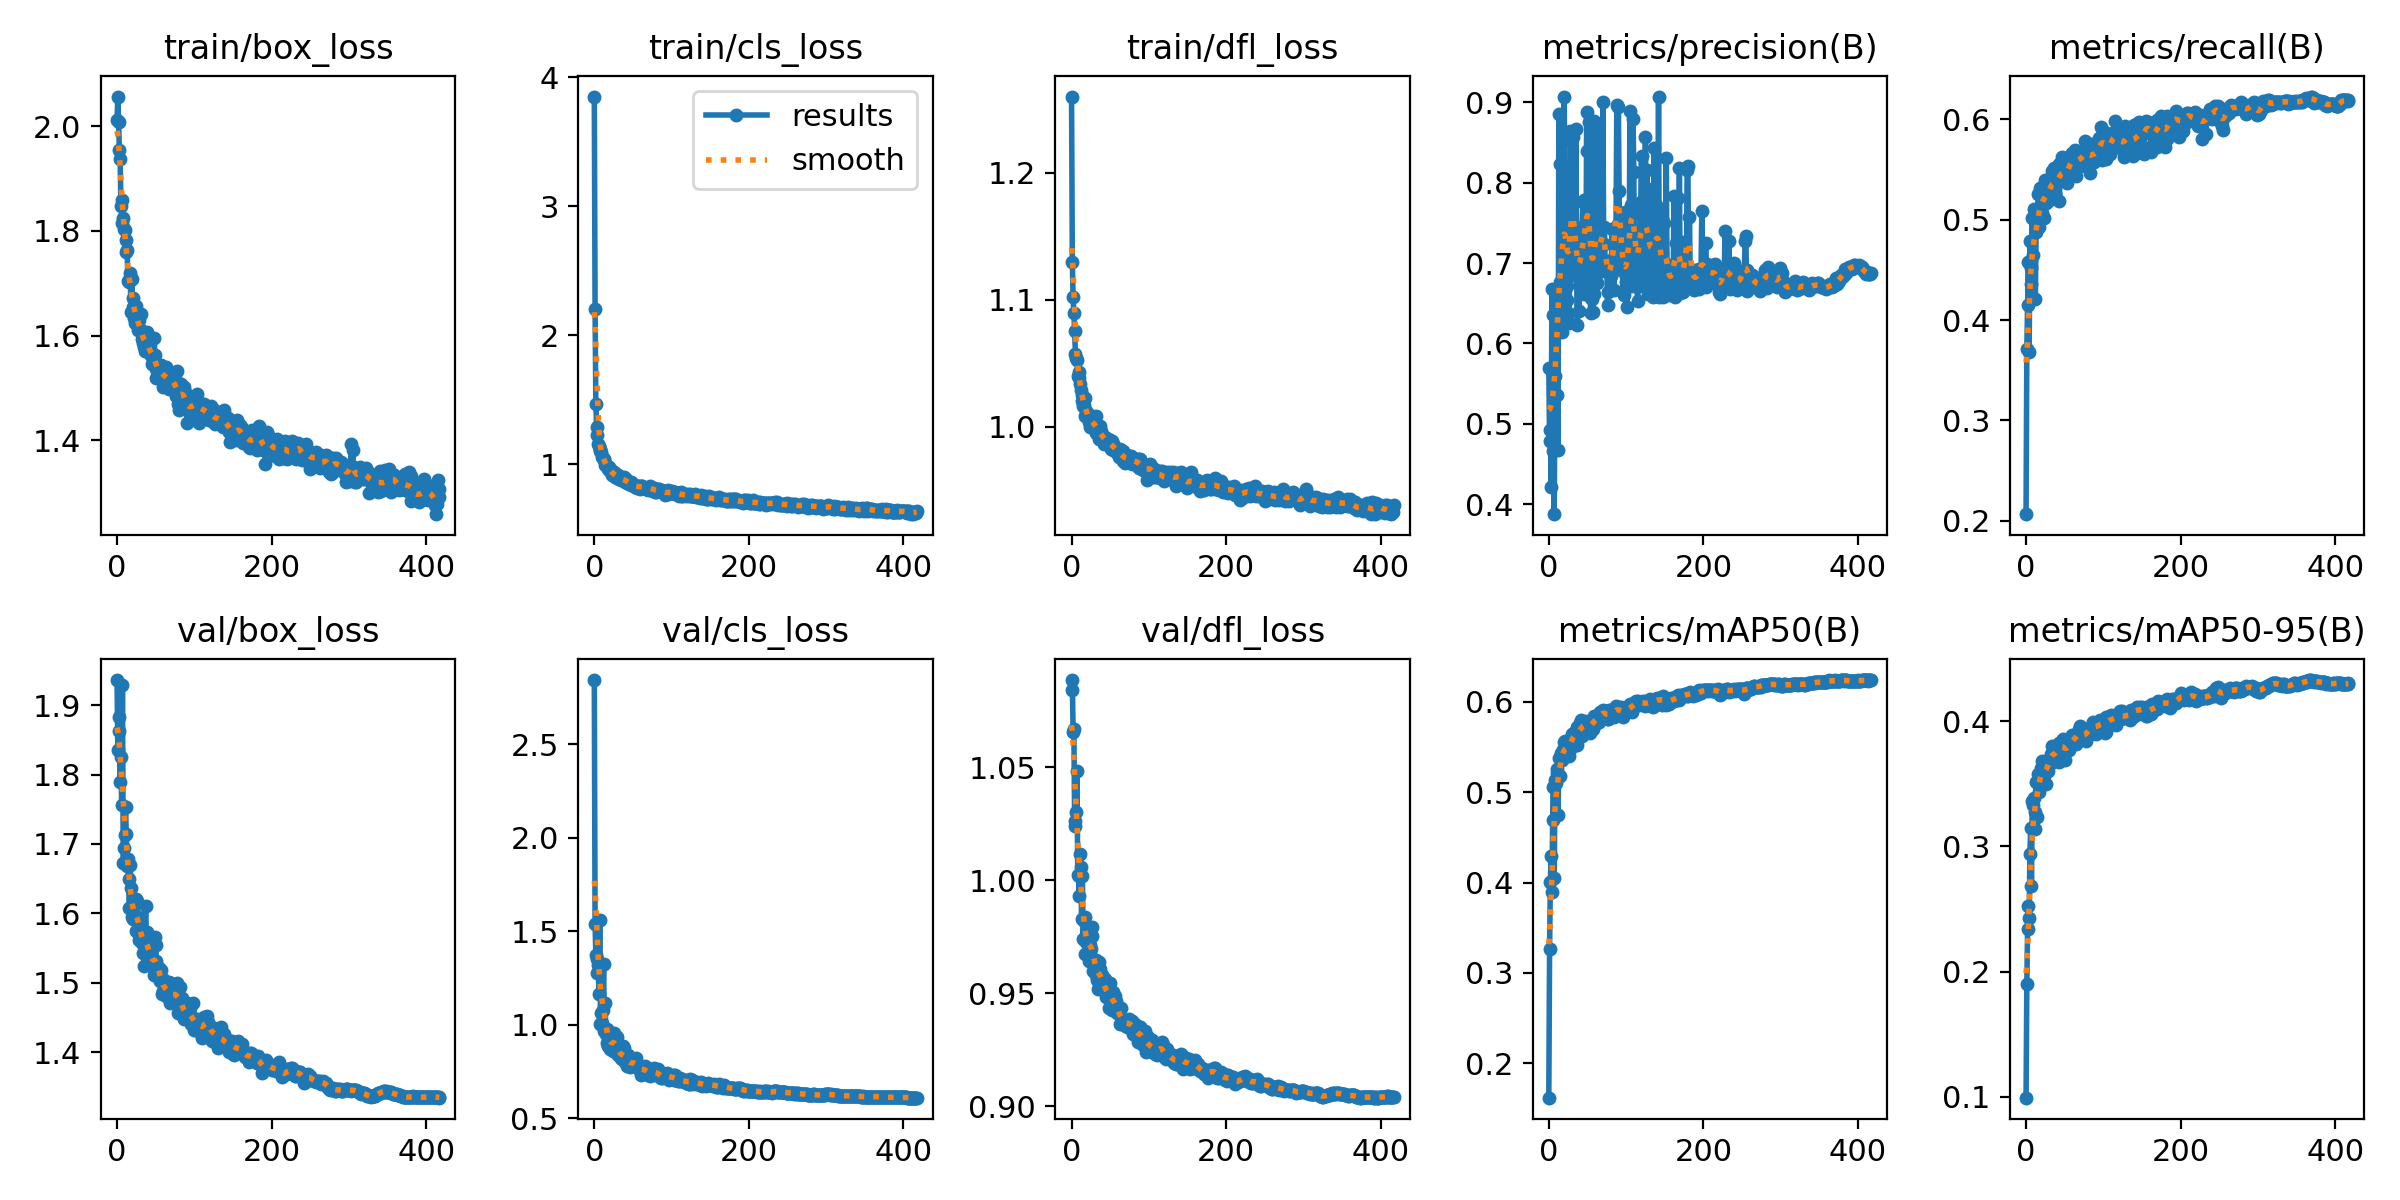 train/box_loss
2.0
1.8
1.6
1.4
0 200 400
train/cls_loss
results
smooth
4
3
2
1
0 200 400
train/dfl_loss
1.2
1.1
1.0
0 200 400
metrics/precision(B)
0.9
0.8
0.7
0.6
0.5
0.4
0 200 400
metrics/recall(B)
0.6
0.5
0.4
0.3
0.2
0 200 400
val/box_loss
1.9
1.8
1.7
1.6
1.5
1.4
0 200 400
val/cls_loss
2.5
2.0
1.5
1.0
0.5
0 200 400
val/dfl_loss
1.05
1.00
0.95
0.90
0 200 400
metrics/mAP50(B)
0.6
0.5
0.4
0.3
0.2
0 200 400
metrics/mAP50-95(B)
0.4
0.3
0.2
0.1
0 200 400